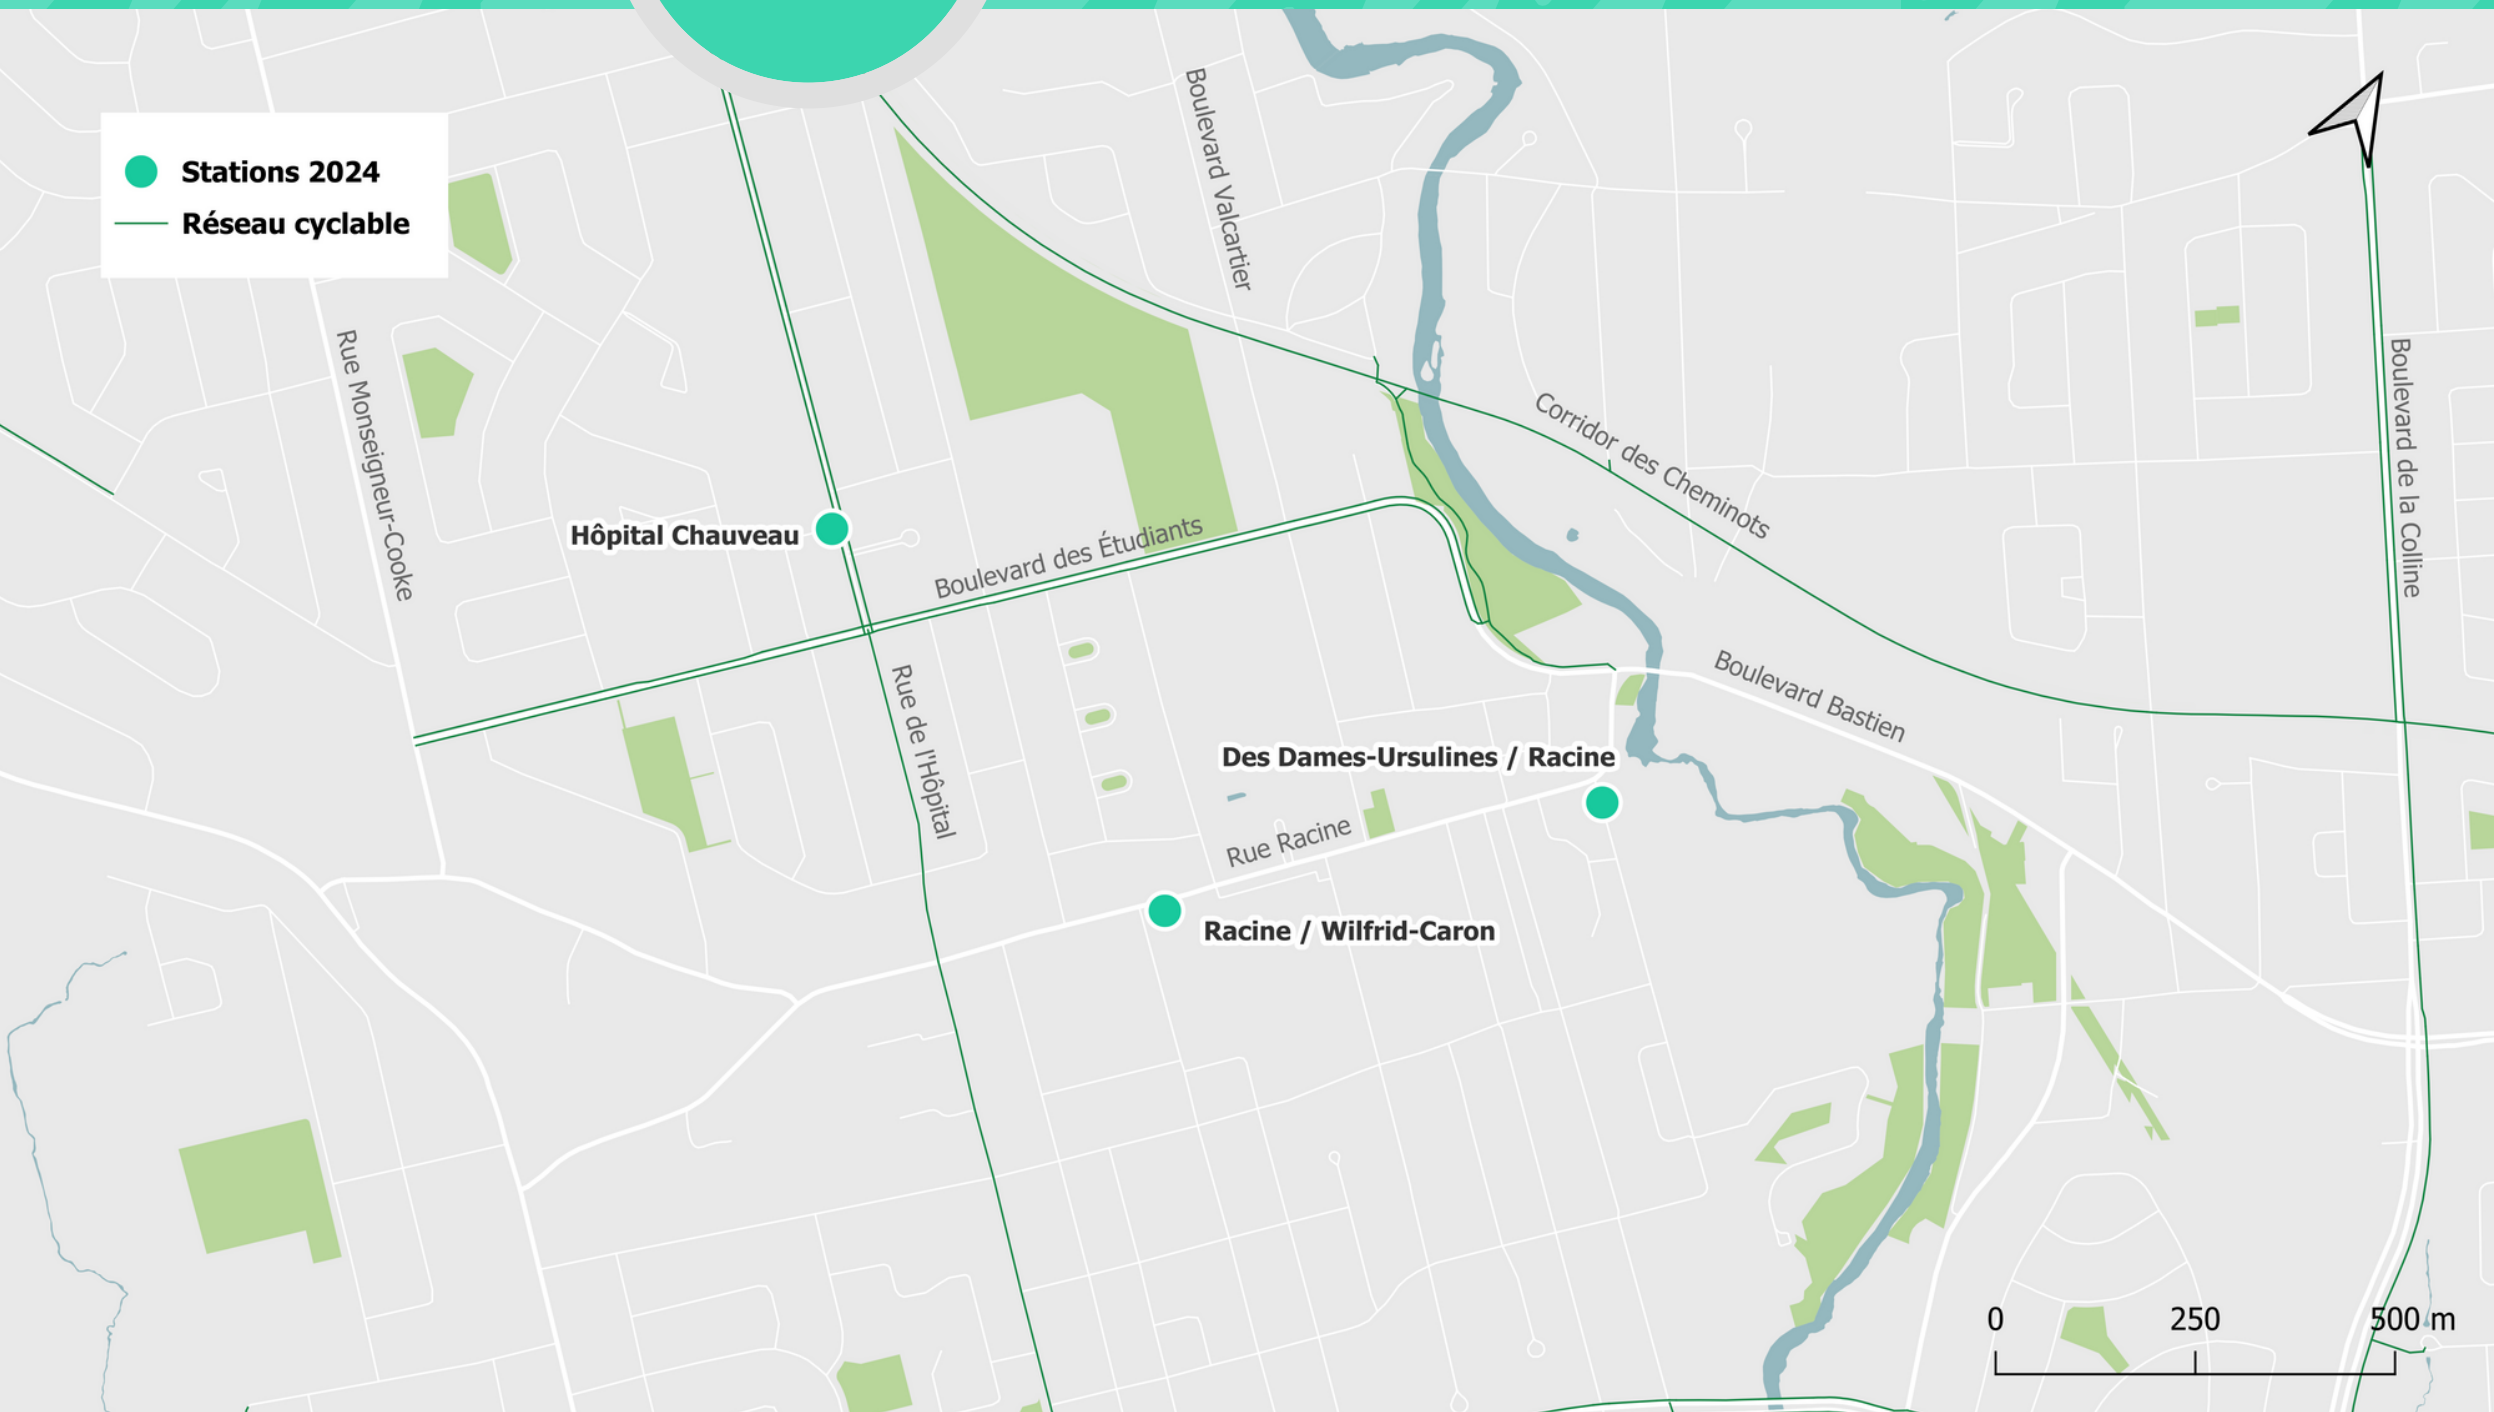 Stations 2024
Réseau cyclable
Boulevard Valcartier
Rue Monseigneur-Cooke
Boulevard de la Colline
Corridor des Cheminots
Hôpital Chauveau
Boulevard des Étudiants
Rue de l'Hôpital
Boulevard Bastien
Des Dames-Ursulines / Racine
Rue Racine
Racine / Wilfrid-Caron
0 250 500 m